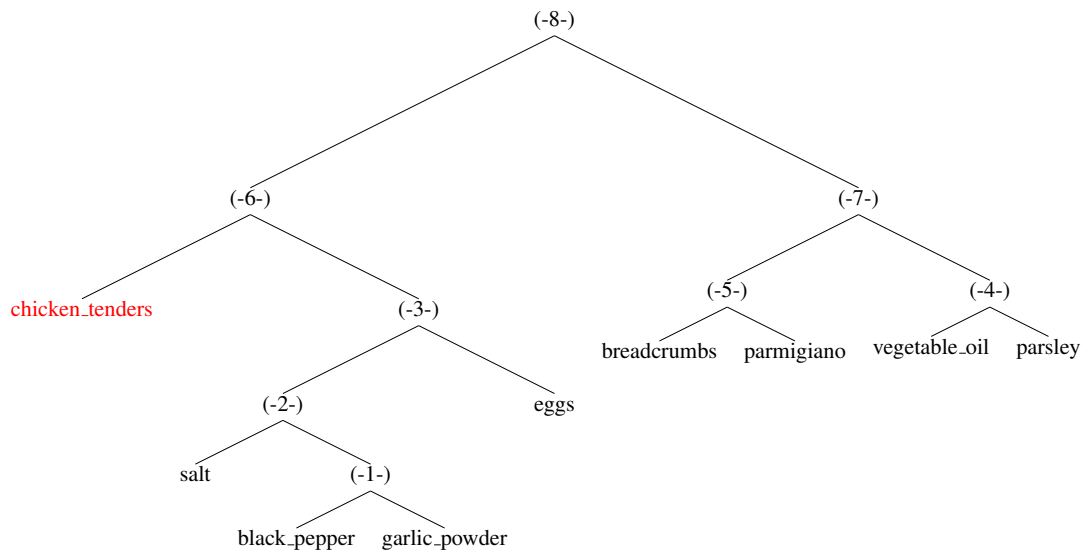 (-8-)
(-6-) (-7-)
chicken_tenders (-3-) (-5-) (-4-)
breadcrumbs parmigiano vegetable_oil parsley
(-2-) eggs
salt (-1-)
black_pepper garlic_powder